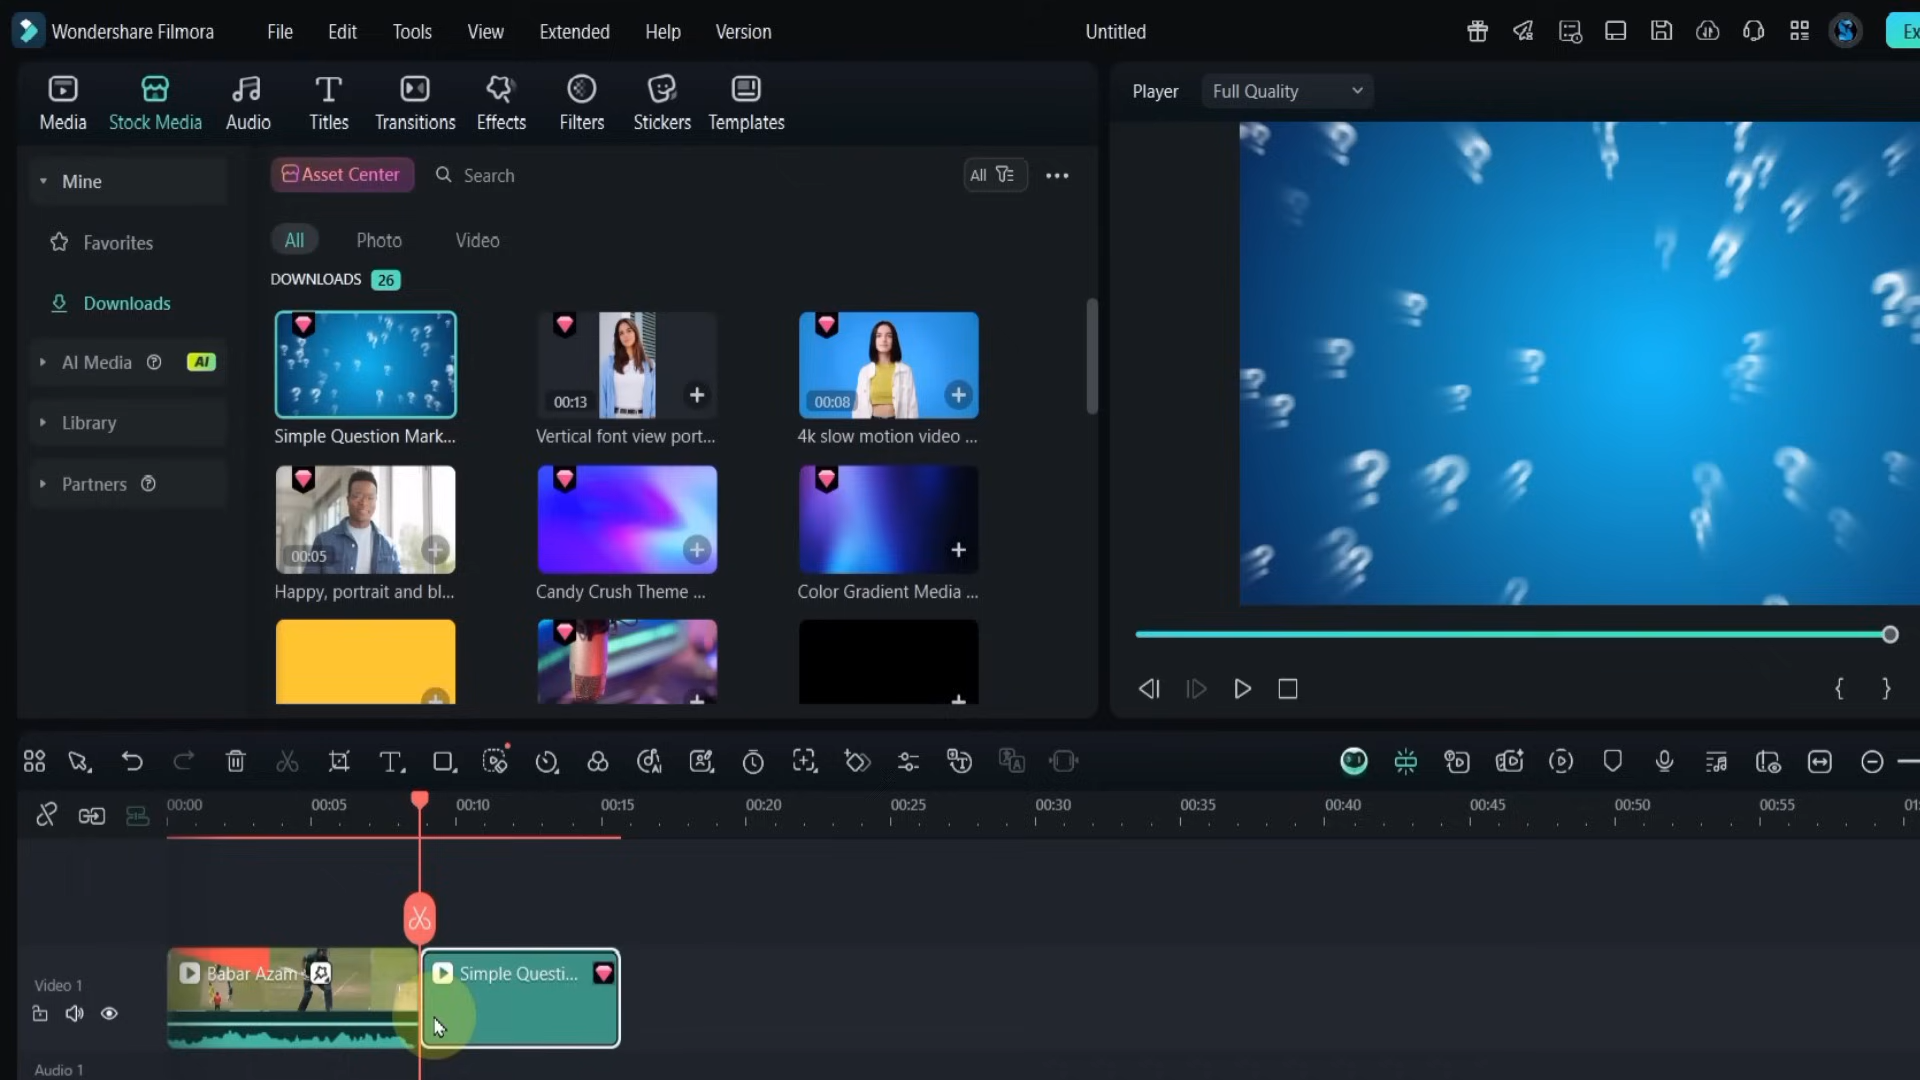 Wondershare Filmora File Edit Tools View Extended Help Version Untitled Ex
Media Stock Media Audio Titles Transitions Effects Filters Stickers Templates
Player Full Quality
Mine
Favorites
Downloads
AI Media AI
Library
Partners
Asset Center Search All
All Photo Video
DOWNLOADS 26
00:13 00:08
Simple Question Mark... Vertical font view port... 4k slow motion video ...
00:05
Happy, portrait and bl... Candy Crush Theme ... Color Gradient Media ...
00:00 00:05 00:10 00:15 00:20 00:25 00:30 00:35 00:40 00:45 00:50 00:55 01:
Video 1 Babar Azam Simple Questi...
Audio 1